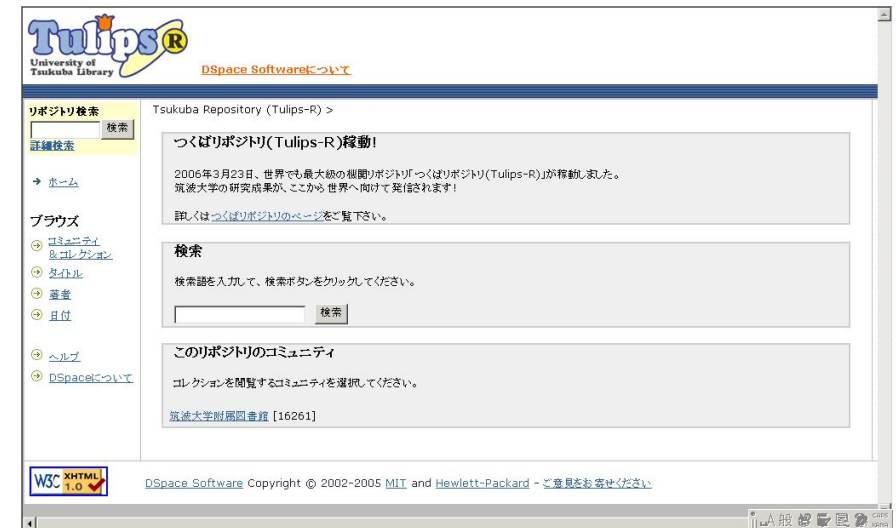 Tulips R
University of
Tsukuba Library
DSpace Softwareについて
リポジトリ検索
検索
詳細検索
ホーム
ブラウズ
コミュニティ
& コレクション
タイトル
著者
日付
ヘルプ
DSpaceについて
Tsukuba Repository (Tulips-R) >
つくばリポジトリ(Tulips-R)稼動!
2006年3月23日、世界でも最大級の機関リポジトリ「つくばリポジトリ(Tulips-R)」が稼動しました。
筑波大学の研究成果が、ここから世界へ向けて発信されます!
詳しくはつくばリポジトリのページをご覧下さい。
検索
検索語を入力して、検索ボタンをクリックしてください。
検索
このリポジトリのコミュニティ
コレクションを閲覧するコミュニティを選択してください。
筑波大学附属図書館 [16261]
W3C XHTML 1.0
DSpace Software Copyright © 2002-2005 MIT and Hewlett-Packard - ご意見をお寄せください
A 般
CAPS
KANA